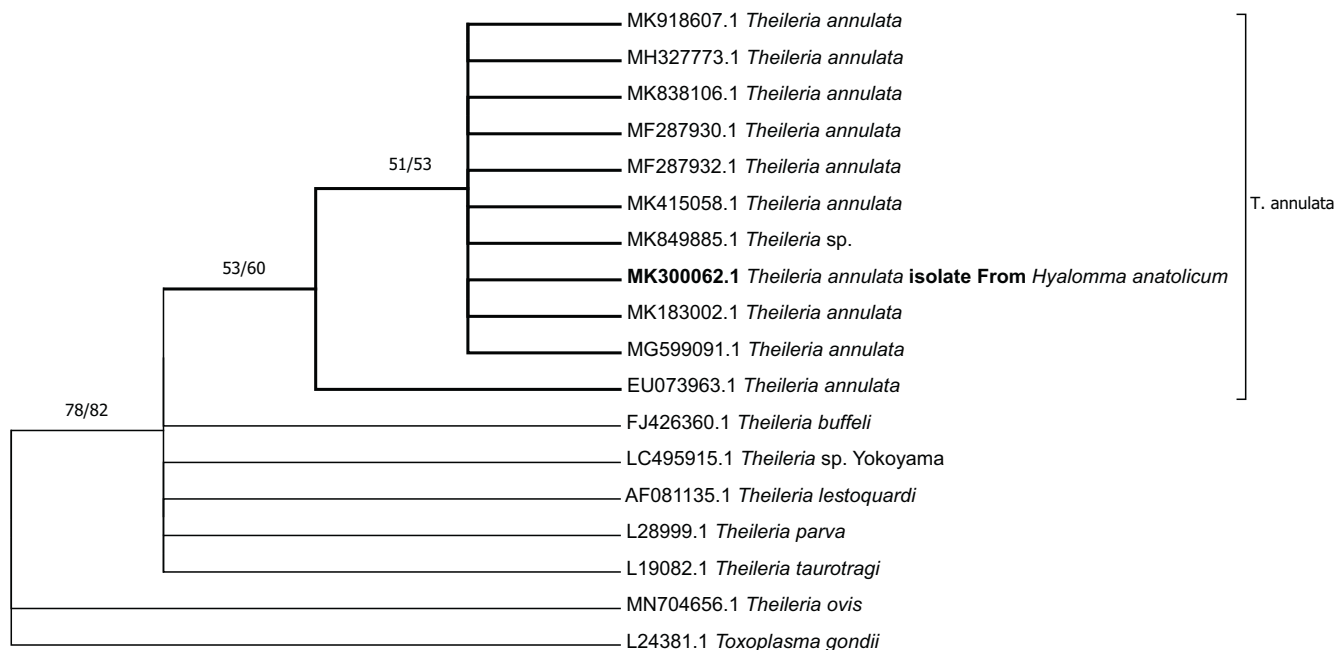 MK918607.1 Theileria annulata
MH327773.1 Theileria annulata
MK838106.1 Theileria annulata
MF287930.1 Theileria annulata
51/53
MF287932.1 Theileria annulata
MK415058.1 Theileria annulata
T. annulata
MK849885.1 Theileria sp.
53/60
MK300062.1 Theileria annulata isolate From Hyalomma anatolicum
MK183002.1 Theileria annulata
MG599091.1 Theileria annulata
EU073963.1 Theileria annulata
78/82
FJ426360.1 Theileria buffeli
LC495915.1 Theileria sp. Yokoyama
AF081135.1 Theileria lestoquardi
L28999.1 Theileria parva
L19082.1 Theileria taurotragi
MN704656.1 Theileria ovis
L24381.1 Toxoplasma gondii